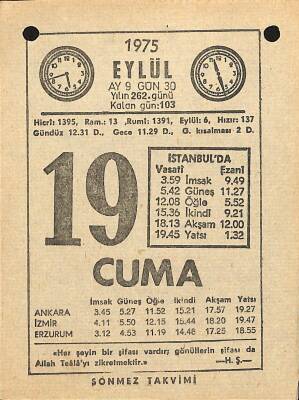 1975
EYLÜL
AY 9 GÜN 30
Yılın 262. günü
Kalan gün: 103
Hicrî: 1395, Ram.: 13, Rumî: 1391, Eylül: 6, Hızır: 137
Gündüz 12.31 D., Gece 11.29 D., G. kısalması 2 D.
19
İSTANBUL'DA
Vasatî Ezanî
3.59 İmsak 9.49
5.42 Güneş 11.27
12.08 Öğle 5.52
15.36 İkindi 9.21
18.13 Akşam 12.00
19.45 Yatsı 1.32
CUMA
İmsak Güneş Öğle İkindi Akşam Yatsı
ANKARA 3.45 5.27 11.52 15.21 17.57 19.27
İZMİR 4.11 5.50 12.15 15.44 18.20 19.47
ERZURUM 3.12 4.53 11.19 14.48 17.25 18.55
«Her şeyin bir şifası vardır; gönüllerin şifası da
Allah Teâlâ'yı zikretmektir.» —H. Ş.—
SÖNMEZ TAKVİMİ